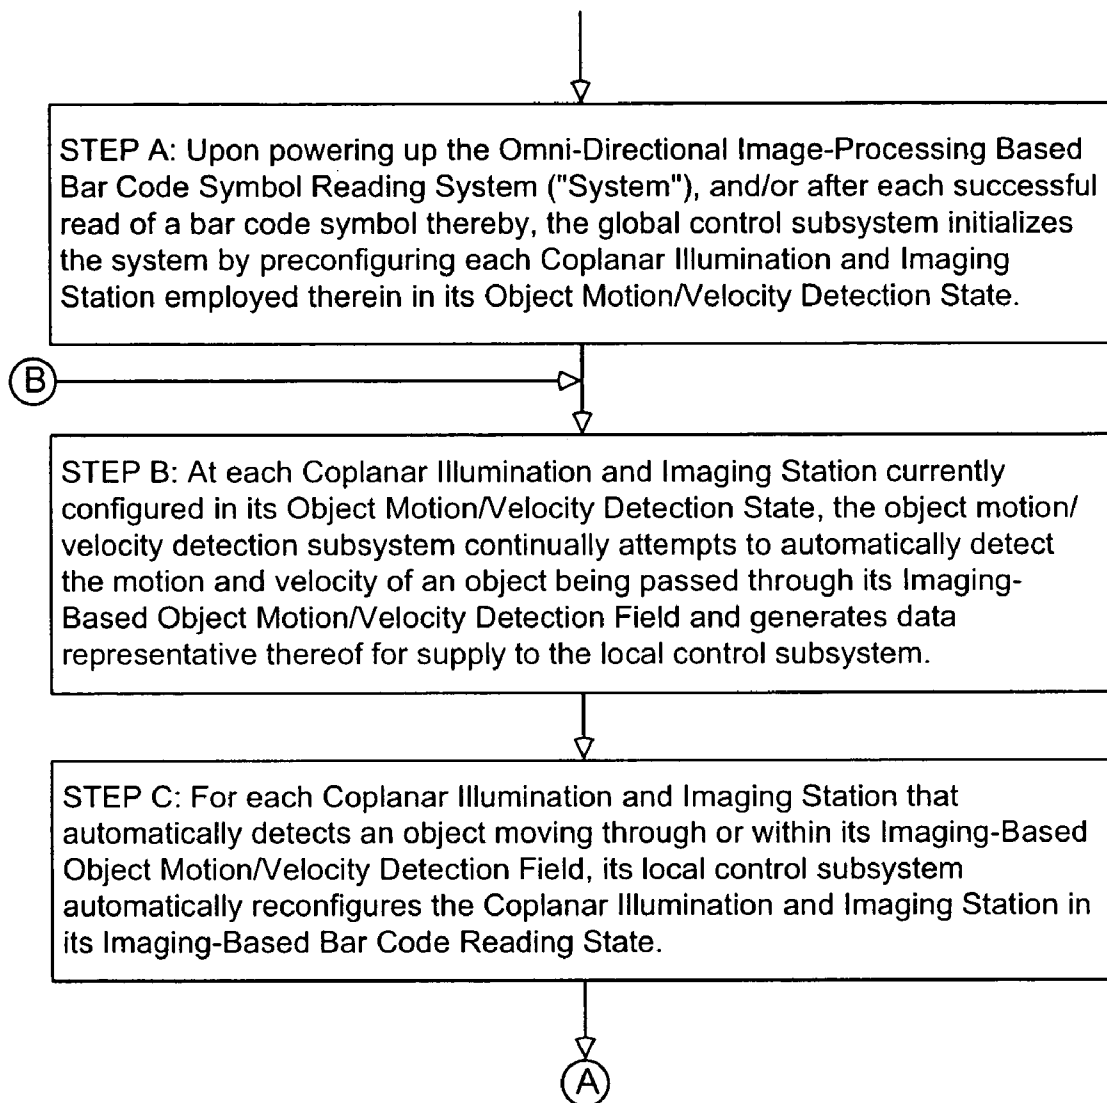 STEP A: Upon powering up the Omni-Directional Image-Processing Based
Bar Code Symbol Reading System ("System"), and/or after each successful
read of a bar code symbol thereby, the global control subsystem initializes
the system by preconfiguring each Coplanar Illumination and Imaging
Station employed therein in its Object Motion/Velocity Detection State.
B
STEP B: At each Coplanar Illumination and Imaging Station currently
configured in its Object Motion/Velocity Detection State, the object motion/
velocity detection subsystem continually attempts to automatically detect
the motion and velocity of an object being passed through its Imaging-
Based Object Motion/Velocity Detection Field and generates data
representative thereof for supply to the local control subsystem.
STEP C: For each Coplanar Illumination and Imaging Station that
automatically detects an object moving through or within its Imaging-Based
Object Motion/Velocity Detection Field, its local control subsystem
automatically reconfigures the Coplanar Illumination and Imaging Station in
its Imaging-Based Bar Code Reading State.
A